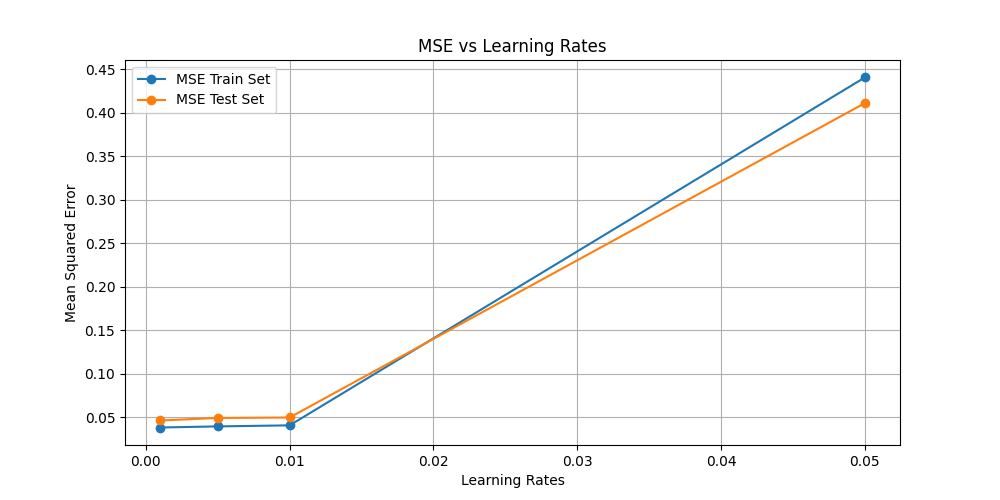 MSE vs Learning Rates
MSE Train Set
MSE Test Set
Mean Squared Error
0.45
0.40
0.35
0.30
0.25
0.20
0.15
0.10
0.05
0.00 0.01 0.02 0.03 0.04 0.05
Learning Rates